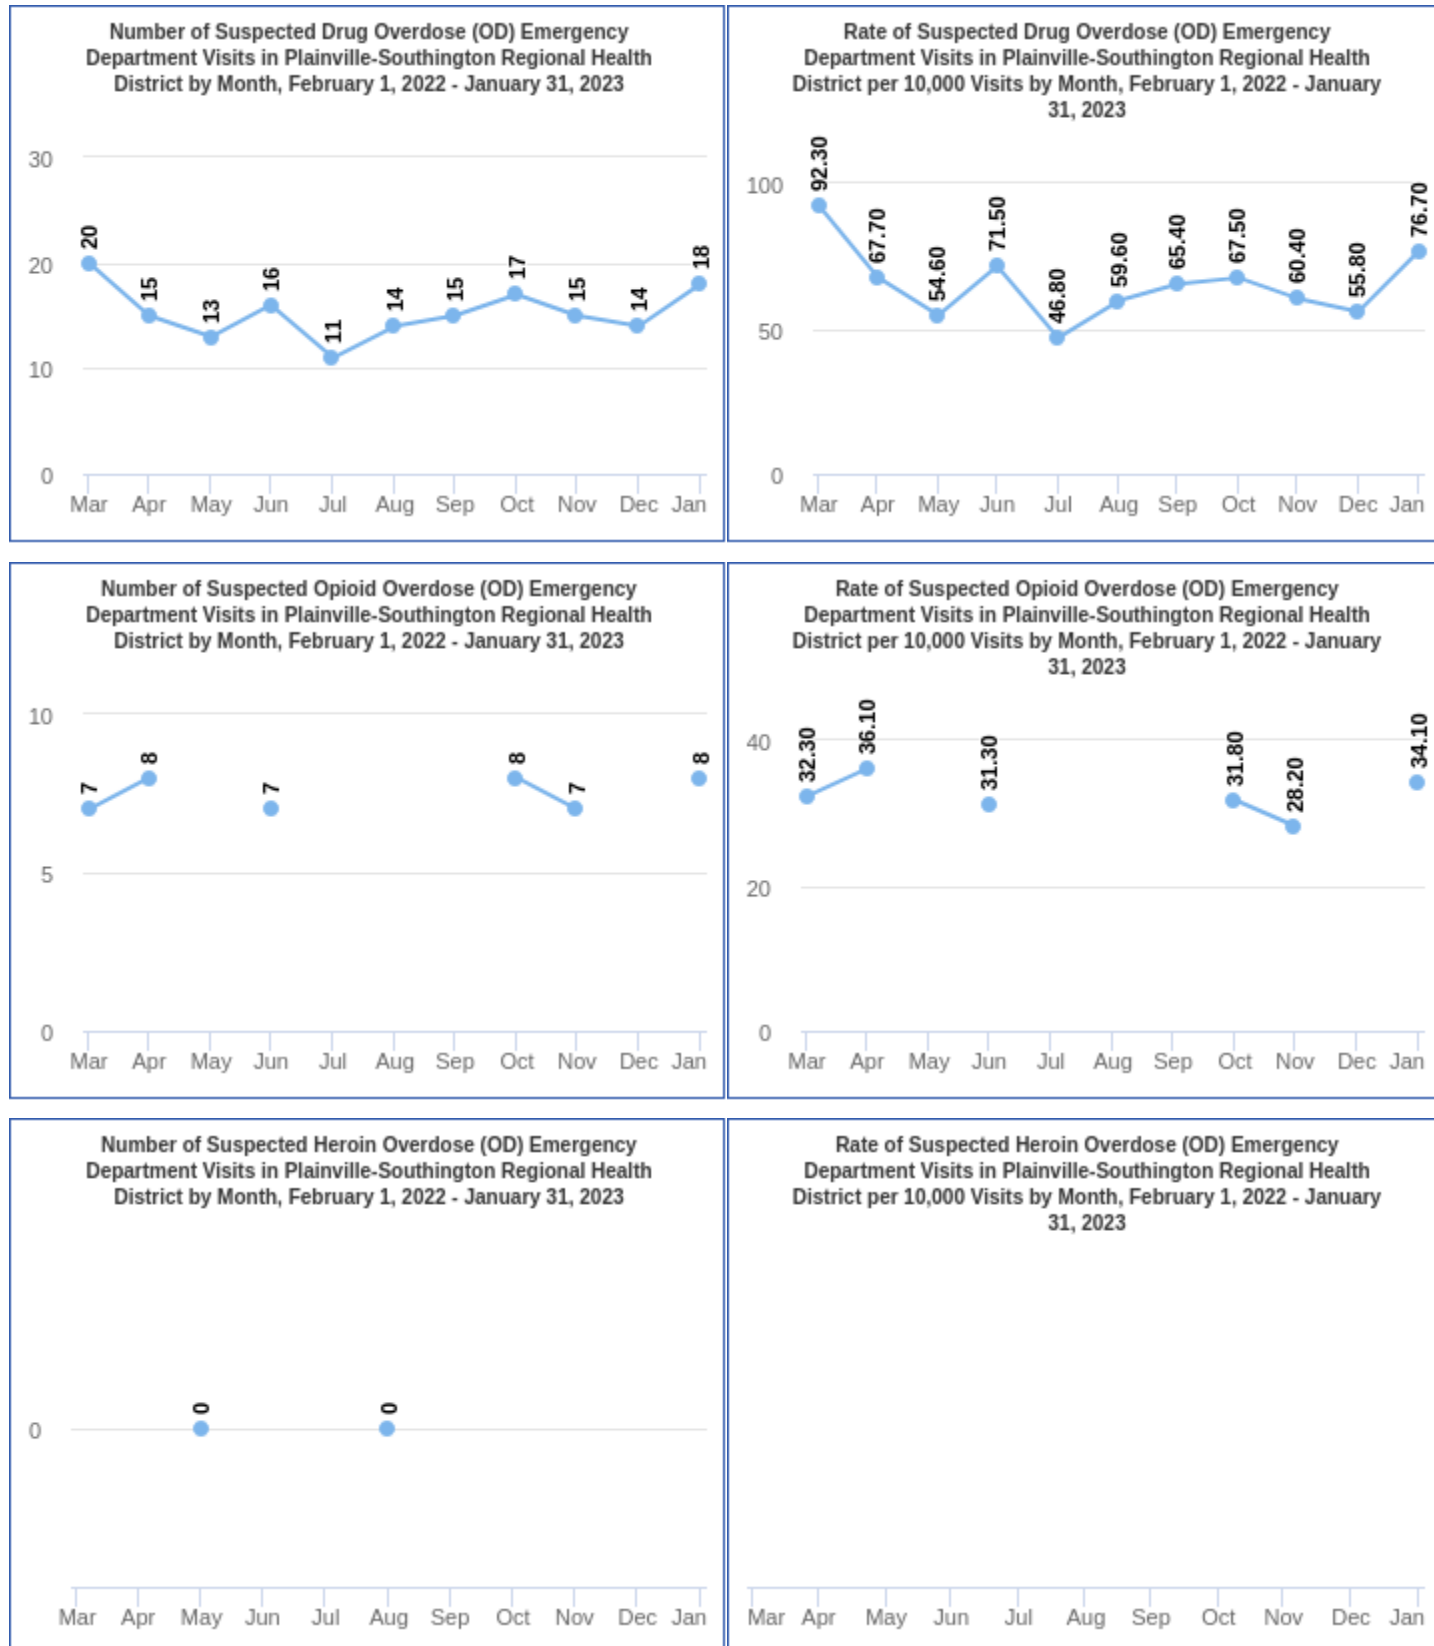 Number of Suspected Drug Overdose (OD) Emergency
Department Visits in Plainville-Southington Regional Health
District by Month, February 1, 2022 - January 31, 2023
30
20
10
0
20
15
13
16
11
14
15
17
15
14
18
Mar Apr May Jun Jul Aug Sep Oct Nov Dec Jan
Rate of Suspected Drug Overdose (OD) Emergency
Department Visits in Plainville-Southington Regional Health
District per 10,000 Visits by Month, February 1, 2022 - January
31, 2023
100
50
0
92.30
67.70
54.60
71.50
46.80
59.60
65.40
67.50
60.40
55.80
76.70
Mar Apr May Jun Jul Aug Sep Oct Nov Dec Jan
Number of Suspected Opioid Overdose (OD) Emergency
Department Visits in Plainville-Southington Regional Health
District by Month, February 1, 2022 - January 31, 2023
10
5
0
7
8
7
8
7
8
Mar Apr May Jun Jul Aug Sep Oct Nov Dec Jan
Rate of Suspected Opioid Overdose (OD) Emergency
Department Visits in Plainville-Southington Regional Health
District per 10,000 Visits by Month, February 1, 2022 - January
31, 2023
40
20
0
32.30
36.10
31.30
31.80
28.20
34.10
Mar Apr May Jun Jul Aug Sep Oct Nov Dec Jan
Number of Suspected Heroin Overdose (OD) Emergency
Department Visits in Plainville-Southington Regional Health
District by Month, February 1, 2022 - January 31, 2023
0
0
0
Mar Apr May Jun Jul Aug Sep Oct Nov Dec Jan
Rate of Suspected Heroin Overdose (OD) Emergency
Department Visits in Plainville-Southington Regional Health
District per 10,000 Visits by Month, February 1, 2022 - January
31, 2023
Mar Apr May Jun Jul Aug Sep Oct Nov Dec Jan